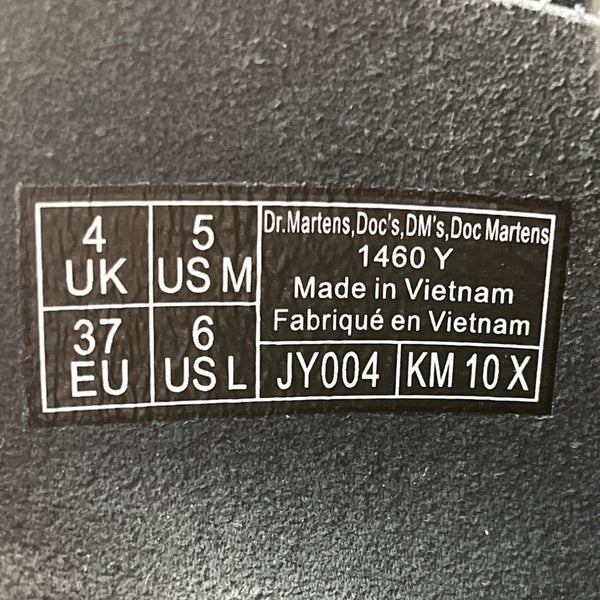 4
UK
5
US M
37
EU
6
US L
Dr.Martens,Doc's,DM's,Doc Martens
1460 Y
Made in Vietnam
Fabriqué en Vietnam
JY004
KM 10 X